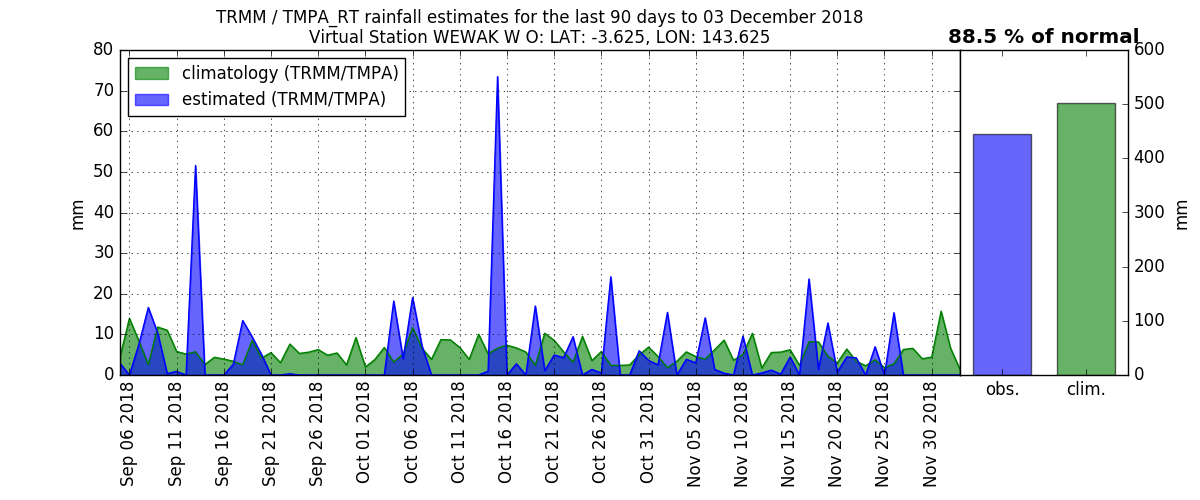 TRMM / TMPA_RT rainfall estimates for the last 90 days to 03 December 2018
Virtual Station WEWAK W O: LAT: -3.625, LON: 143.625
88.5 % of normal
climatology (TRMM/TMPA)
estimated (TRMM/TMPA)
80
70
60
50
40
30
20
10
0
mm
Sep 06 2018
Sep 11 2018
Sep 16 2018
Sep 21 2018
Sep 26 2018
Oct 01 2018
Oct 06 2018
Oct 11 2018
Oct 16 2018
Oct 21 2018
Oct 26 2018
Oct 31 2018
Nov 05 2018
Nov 10 2018
Nov 15 2018
Nov 20 2018
Nov 25 2018
Nov 30 2018
obs.
clim.
600
500
400
300
200
100
0
mm